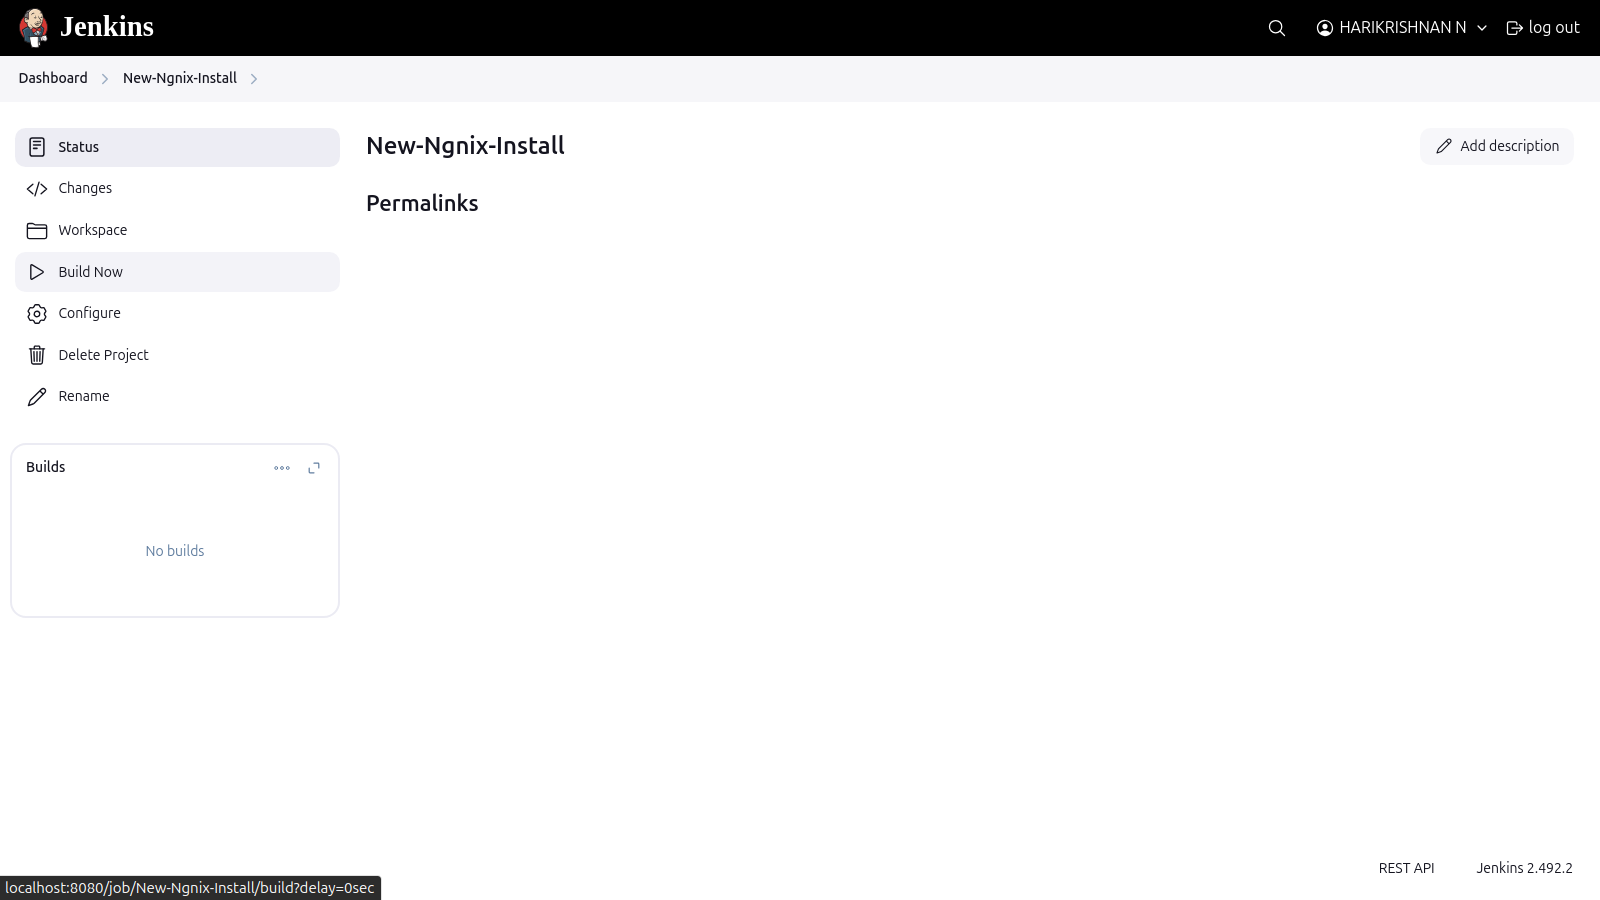 Jenkins
HARIKRISHNAN N
log out
Dashboard
New-Ngnix-Install
Status
Changes
Workspace
Build Now
Configure
Delete Project
Rename
Builds
No builds
New-Ngnix-Install
Add description
Permalinks
REST API
Jenkins 2.492.2
localhost:8080/job/New-Ngnix-Install/build?delay=0sec